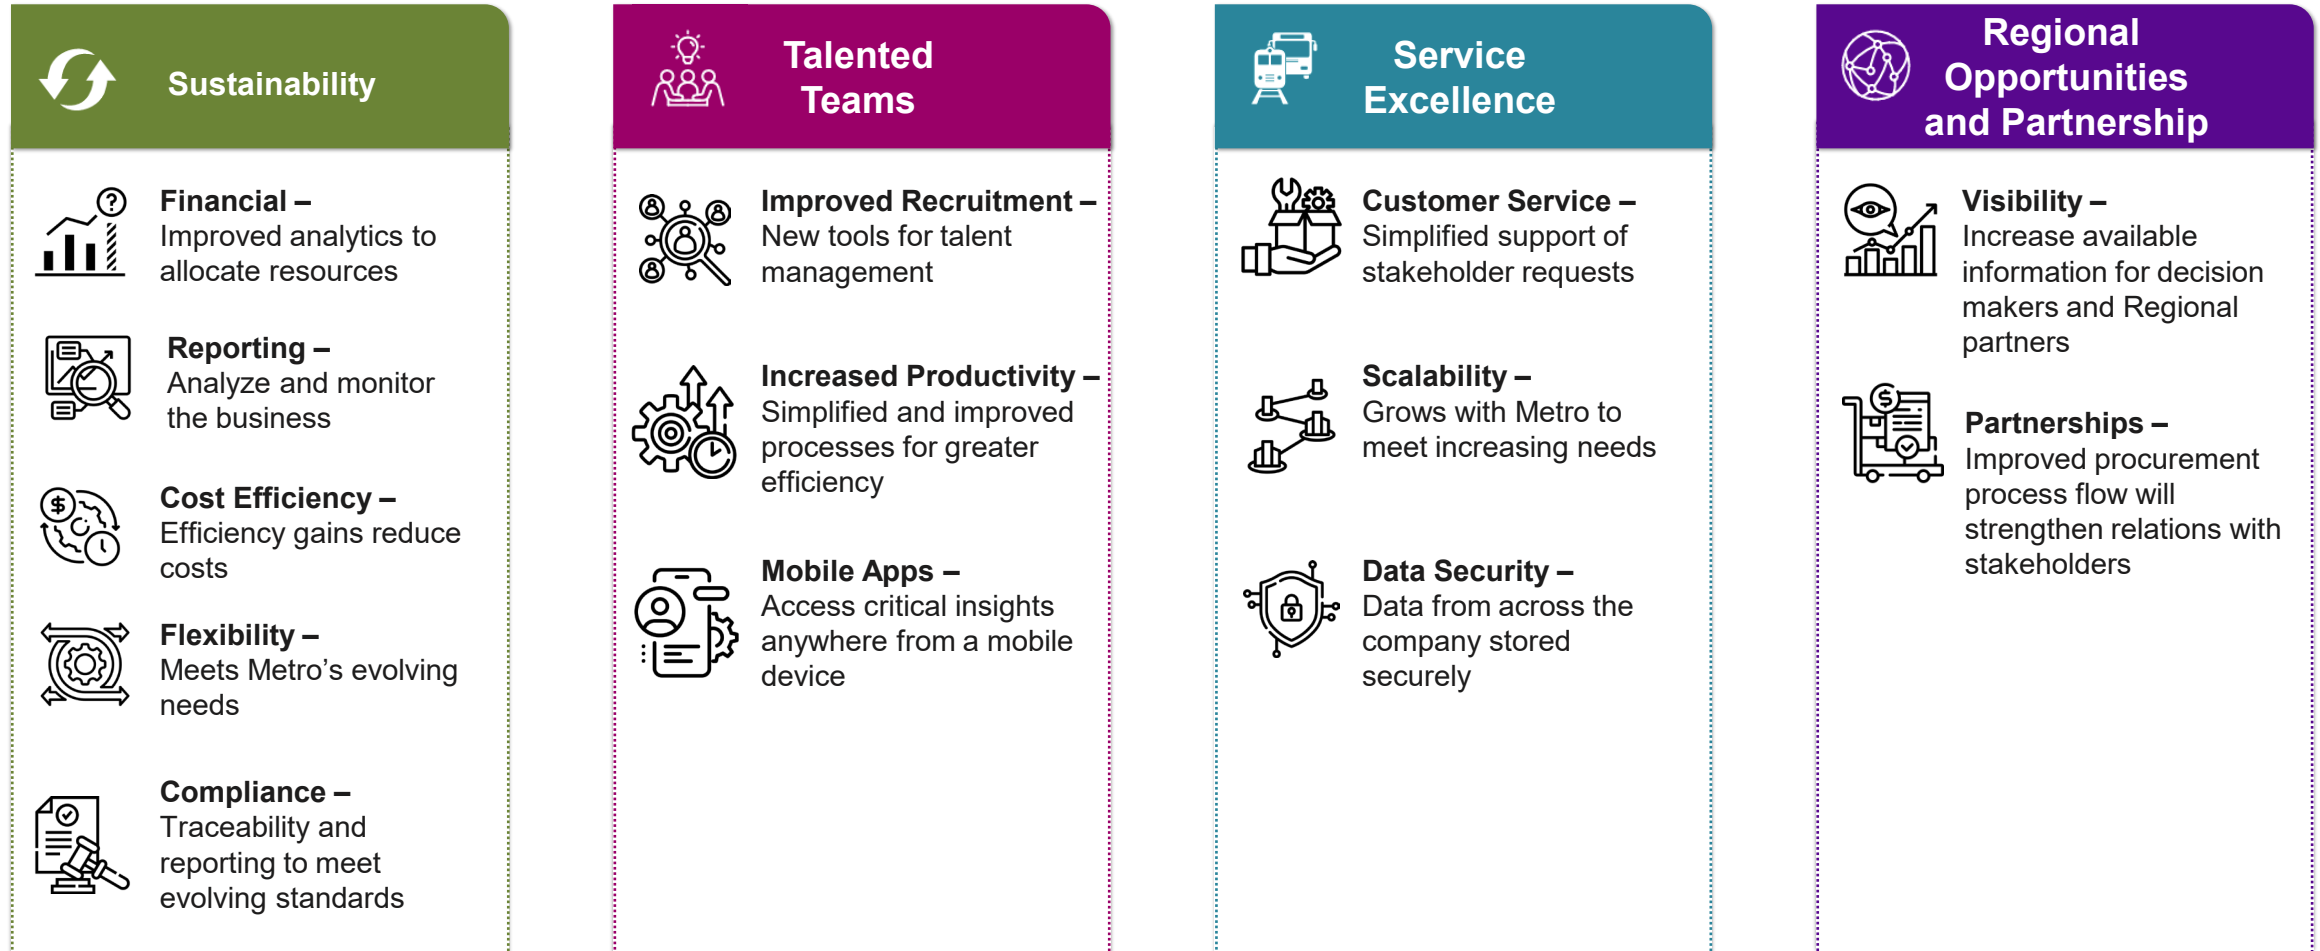 Sustainability
Financial –
Improved analytics to
allocate resources
Reporting –
Analyze and monitor
the business
Cost Efficiency –
Efficiency gains reduce
costs
Flexibility –
Meets Metro’s evolving
needs
Compliance –
Traceability and
reporting to meet
evolving standards
Talented
Teams
Improved Recruitment –
New tools for talent
management
Increased Productivity –
Simplified and improved
processes for greater
efficiency
Mobile Apps –
Access critical insights
anywhere from a mobile
device
Service
Excellence
Customer Service –
Simplified support of
stakeholder requests
Scalability –
Grows with Metro to
meet increasing needs
Data Security –
Data from across the
company stored
securely
Regional
Opportunities
and Partnership
Visibility –
Increase available
information for decision
makers and Regional
partners
Partnerships –
Improved procurement
process flow will
strengthen relations with
stakeholders